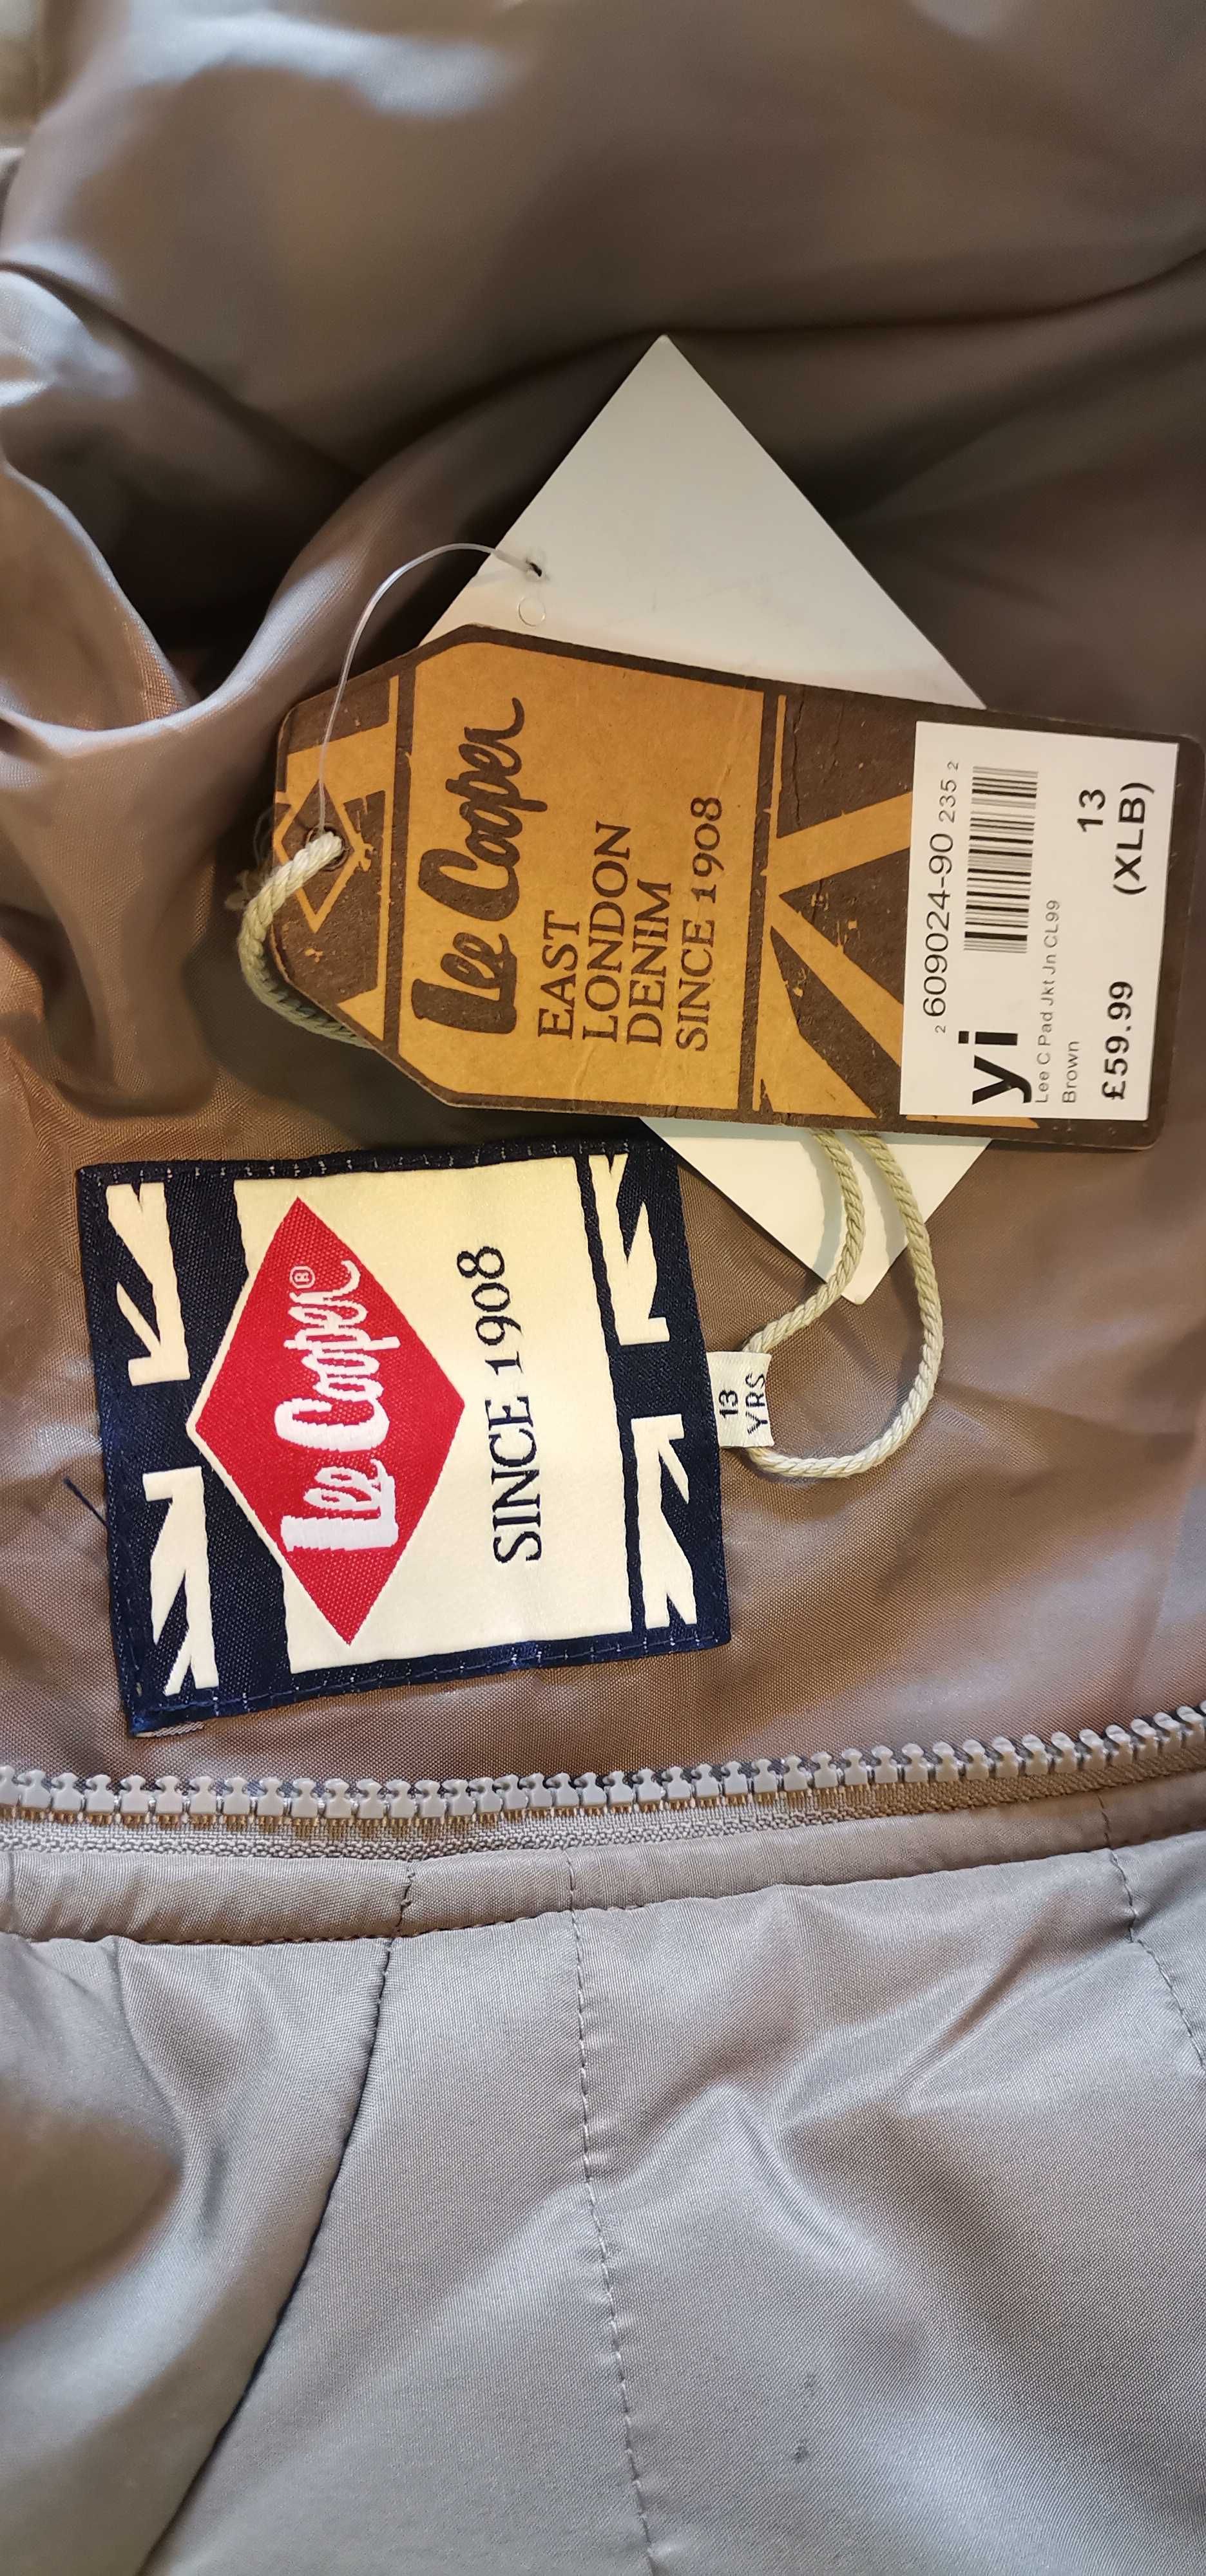 Lee Cooper
EAST
LONDON
DENIM
SINCE 1908
2 609024-90 235 2
yi
Lee C Pad Jkt Jn CL99
Brown
13
£59.99 (XLB)
Lee Cooper®
SINCE 1908
13
YRS